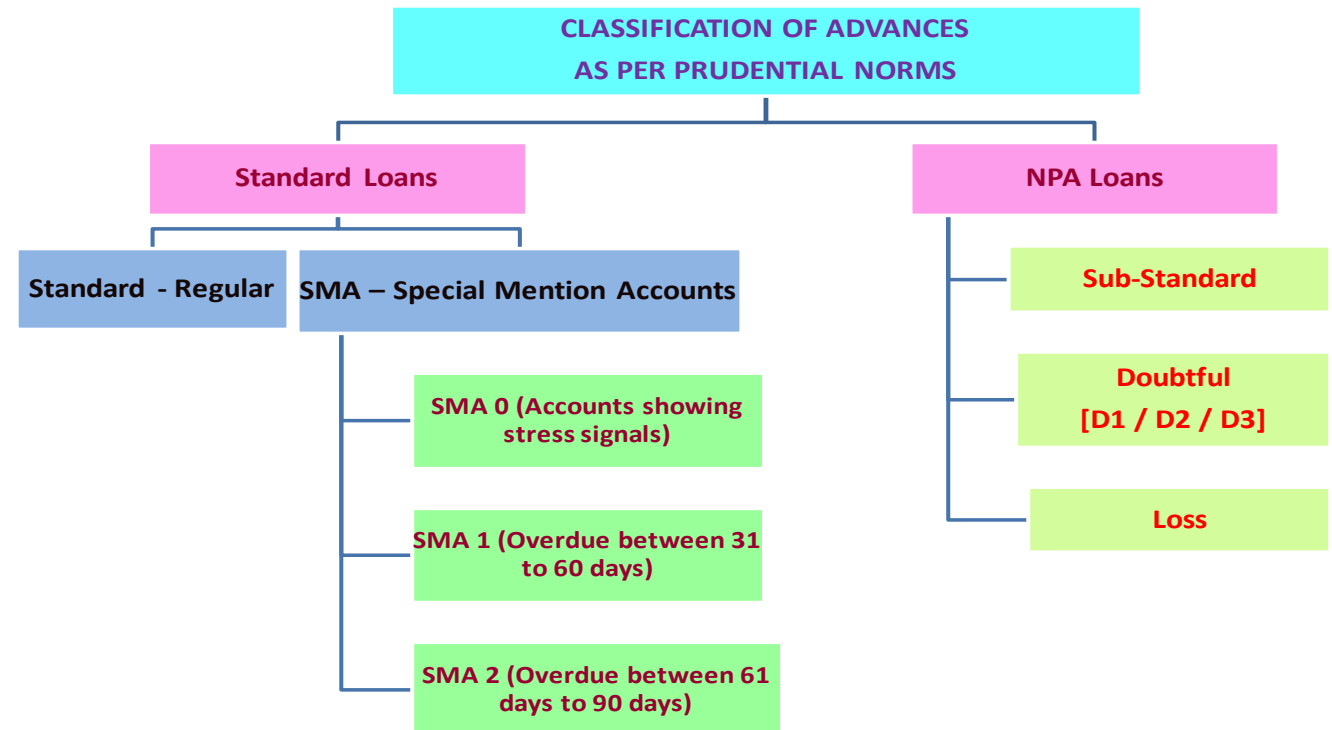 CLASSIFICATION OF ADVANCES
AS PER PRUDENTIAL NORMS
Standard Loans
NPA Loans
Standard - Regular
SMA – Special Mention Accounts
SMA 0 (Accounts showing
stress signals)
SMA 1 (Overdue between 31
to 60 days)
SMA 2 (Overdue between 61
days to 90 days)
Sub-Standard
Doubtful
[D1 / D2 / D3]
Loss